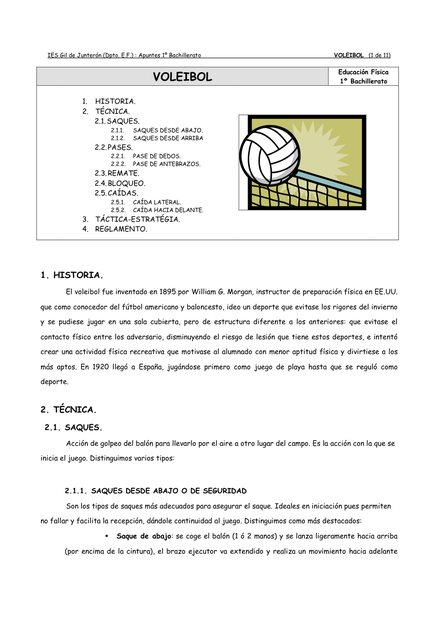 IES Gil de Junterón (Dpto. E.F.) : Apuntes 1º Bachillerato VOLEIBOL (1 de 11)
VOLEIBOL
Educación Física
1º Bachillerato
1. HISTORIA.
2. TÉCNICA.
2.1. SAQUES.
2.1.1. SAQUES DESDE ABAJO.
2.1.2. SAQUES DESDE ARRIBA
2.2. PASES.
2.2.1. PASE DE DEDOS.
2.2.2. PASE DE ANTEBRAZOS.
2.3. REMATE.
2.4. BLOQUEO.
2.5. CAÍDAS.
2.5.1. CAÍDA LATERAL.
2.5.2. CAÍDA HACIA DELANTE.
3. TÁCTICA-ESTRATÉGIA.
4. REGLAMENTO.
1. HISTORIA.
El voleibol fue inventado en 1895 por William G. Morgan, instructor de preparación física en EE.UU.
que como conocedor del fútbol americano y baloncesto, ideo un deporte que evitase los rigores del invierno
y se pudiese jugar en una sala cubierta, pero de estructura diferente a los anteriores: que evitase el
contacto físico entre los adversario, disminuyendo el riesgo de lesión que tiene estos deportes, e intentó
crear una actividad física recreativa que motivase al alumnado con menor aptitud física y divirtiese a los
más aptos. En 1920 llegó a España, jugándose primero como juego de playa hasta que se reguló como
deporte.
2. TÉCNICA.
2.1. SAQUES.
Acción de golpeo del balón para llevarlo por el aire a otro lugar del campo. Es la acción con la que se
inicia el juego. Distinguimos varios tipos:
2.1.1. SAQUES DESDE ABAJO O DE SEGURIDAD
Son los tipos de saques más adecuados para asegurar el saque. Ideales en iniciación pues permiten
no fallar y facilita la recepción, dándole continuidad al juego. Distinguimos como más destacados:
▪ Saque de abajo: se coge el balón (1 ó 2 manos) y se lanza ligeramente hacia arriba
(por encima de la cintura), el brazo ejecutor va extendido y realiza un movimiento hacia adelante